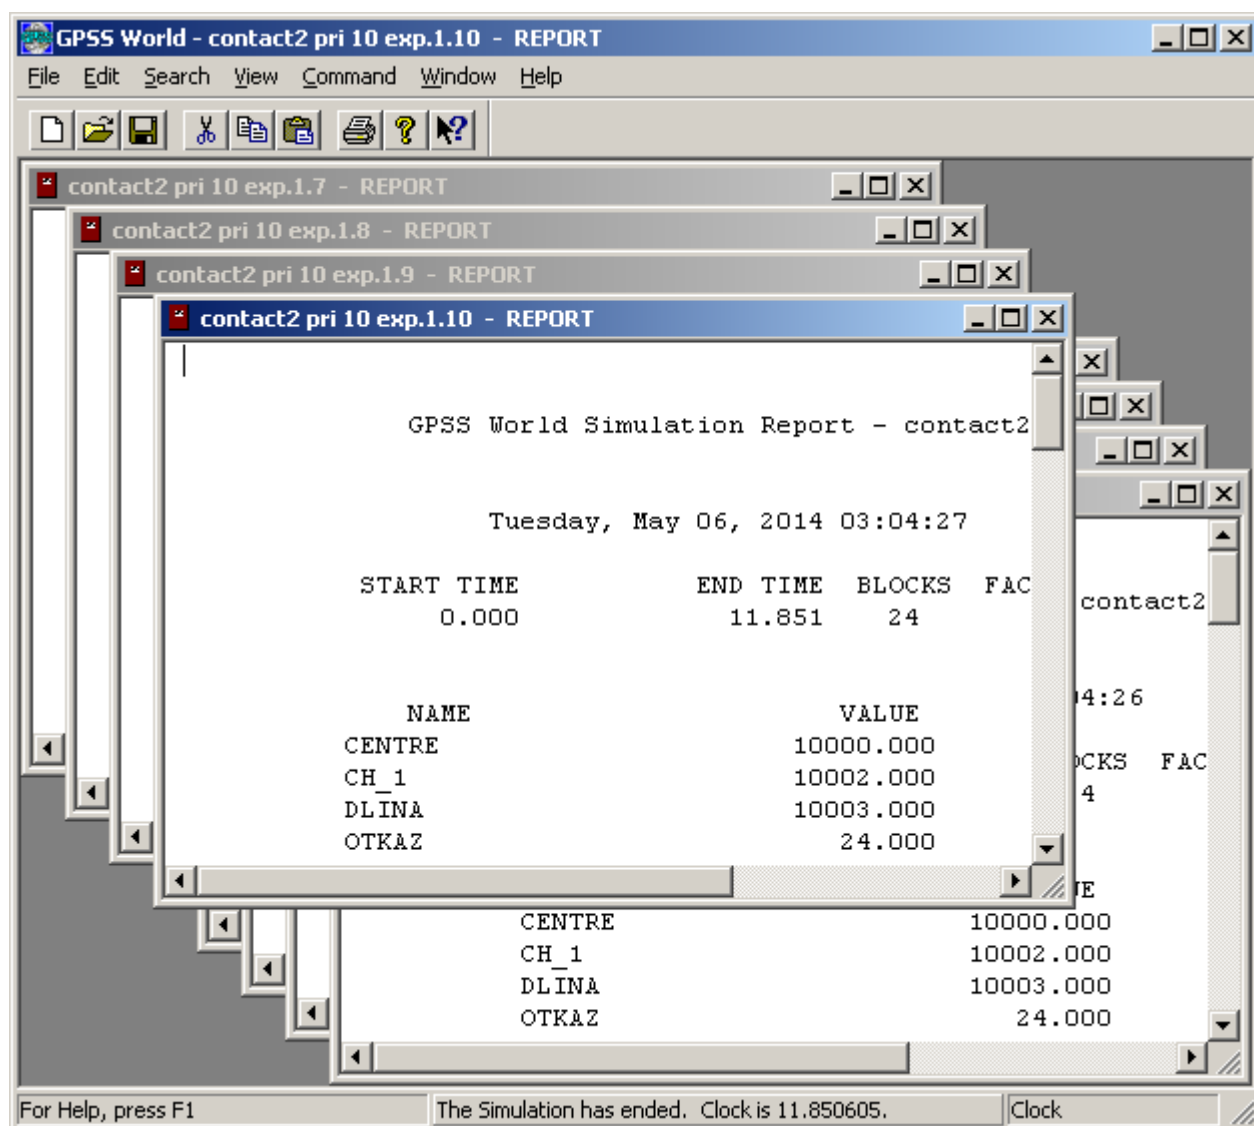 GPSS World - contact2 pri 10 exp.1.10 - REPORT
File Edit Search View Command Window Help
contact2 pri 10 exp.1.7 - REPORT
contact2 pri 10 exp.1.8 - REPORT
contact2 pri 10 exp.1.9 - REPORT
contact2 pri 10 exp.1.10 - REPORT
GPSS World Simulation Report - contact2
Tuesday, May 06, 2014 03:04:27
START TIME END TIME BLOCKS FAC
0.000 11.851 24
NAME VALUE
CENTRE 10000.000
CH_1 10002.000
DLINA 10003.000
OTKAZ 24.000
contact2
4:26
OCKS FAC
4
UE
CENTRE 10000.000
CH_1 10002.000
DLINA 10003.000
OTKAZ 24.000
For Help, press F1 The Simulation has ended. Clock is 11.850605. Clock